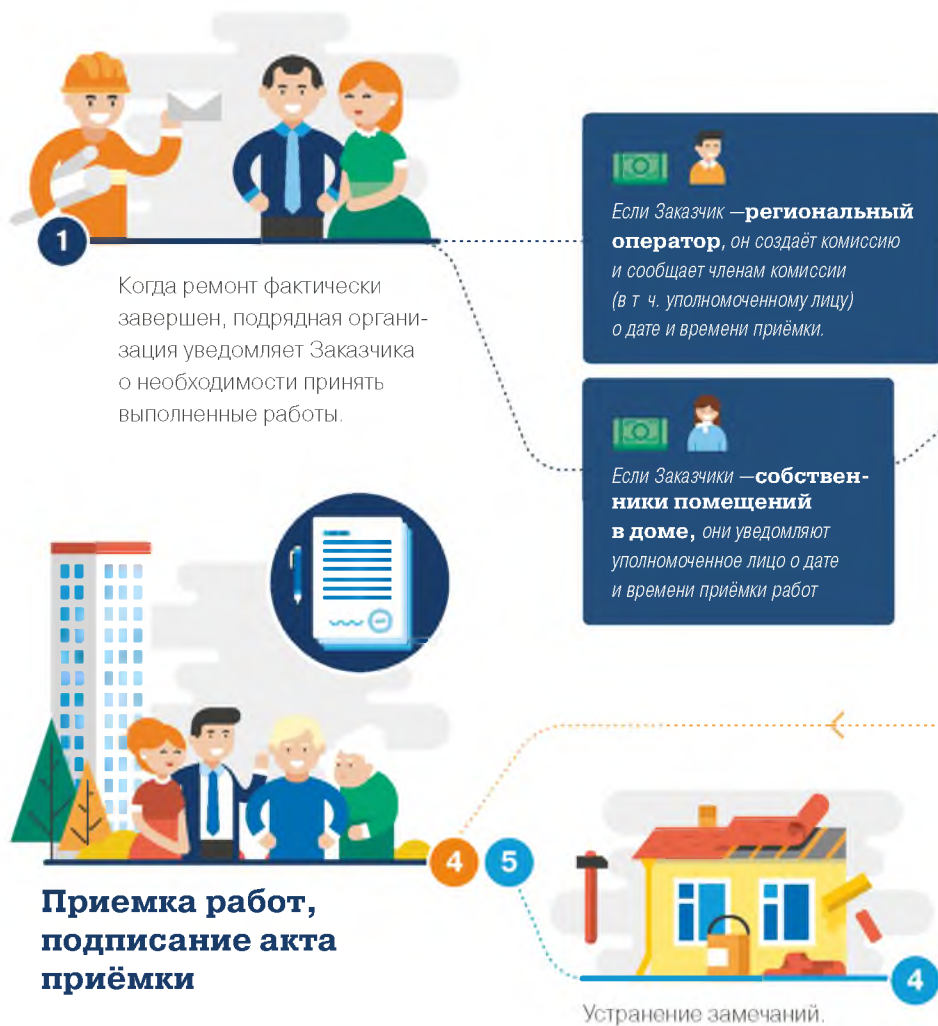 1
Когда ремонт фактически
завершен, подрядная органи-
зация уведомляет Заказчика
о необходимости принять
выполненные работы.
Если Заказчик —региональный
оператор, он создаёт комиссию
и сообщает членам комиссии
(в т ч. уполномоченному лицу)
о дате и времени приёмки.
Если Заказчики —собствен-
ники помещений
в доме, они уведомляют
уполномоченное лицо о дате
и времени приёмки работ
4 5
Приемка работ,
подписание акта
приёмки
4
Устранение замечаний.